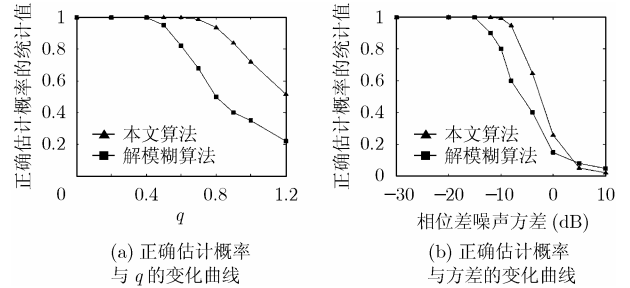 正确估计概率的统计值
1
0.8
0.6
0.4
0.2
本文算法
解模糊算法
0 0.4 0.8 1.2
q
(a) 正确估计概率
与 q 的变化曲线
正确估计概率的统计值
1
0.8
0.6
0.4
0.2
0
本文算法
解模糊算法
−30 −20 −10 0 10
相位差噪声方差 (dB)
(b) 正确估计概率
与方差的变化曲线